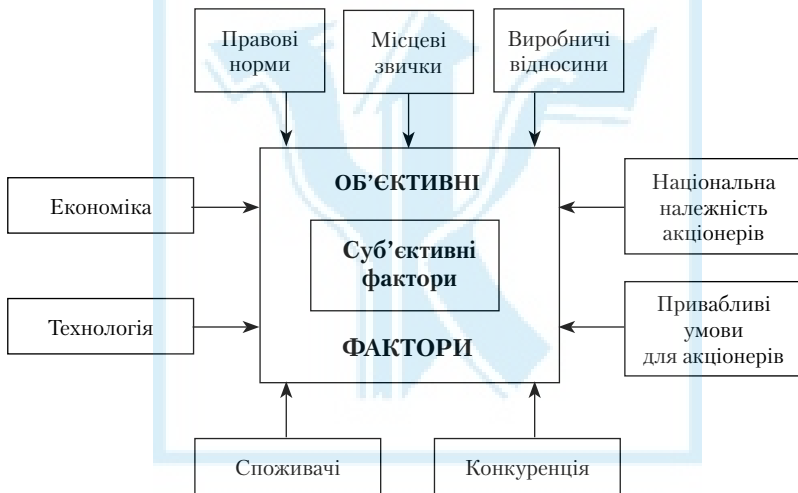 Правові
норми
Місцеві
звички
Виробничі
відносини
Економіка
Технологія
ОБ’ЄКТИВНІ
Суб’єктивні
фактори
ФАКТОРИ
Національна
належність
акціонерів
Привабливі
умови
для акціонерів
Споживачі
Конкуренція